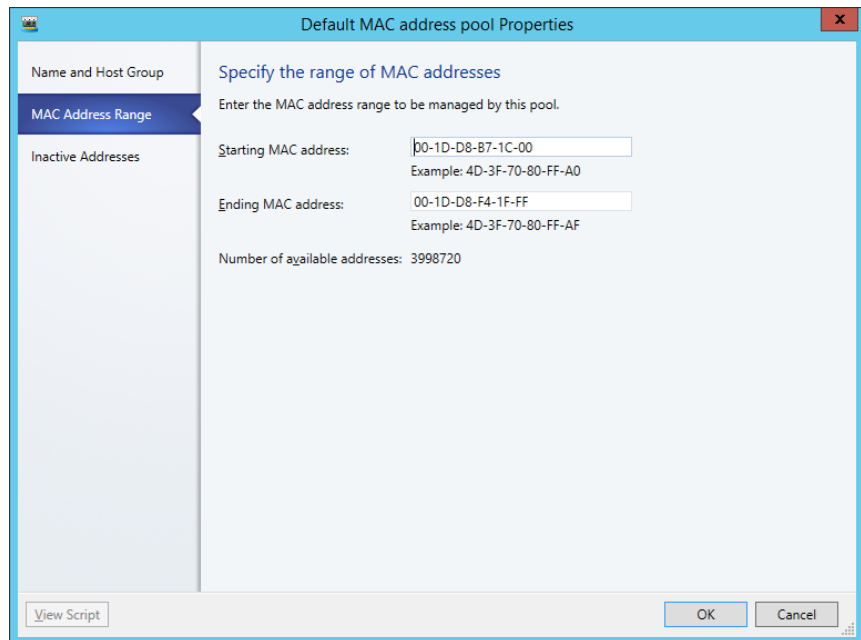 Default MAC address pool Properties
x
Name and Host Group
MAC Address Range
Inactive Addresses
Specify the range of MAC addresses
Enter the MAC address range to be managed by this pool.
Starting MAC address: 00-1D-D8-B7-1C-00
Example: 4D-3F-70-80-FF-A0
Ending MAC address: 00-1D-D8-F4-1F-FF
Example: 4D-3F-70-80-FF-AF
Number of available addresses: 3998720
View Script
OK Cancel